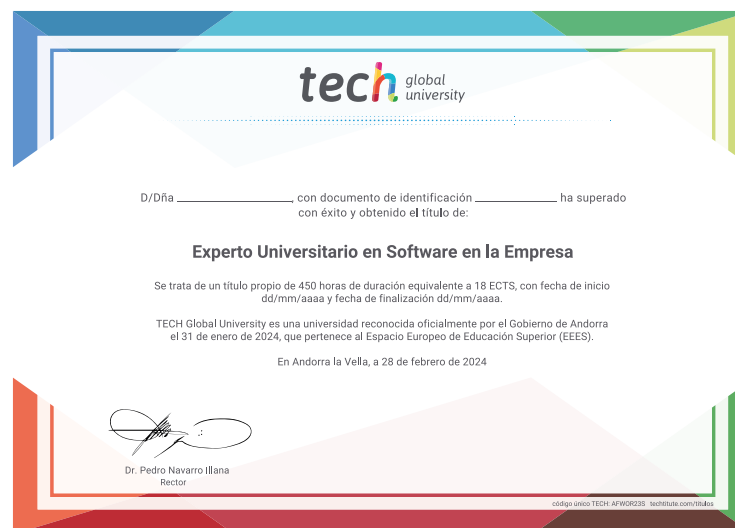 tech global university
D/Dña ____________________, con documento de identificación ______________ ha superado
con éxito y obtenido el título de:
Experto Universitario en Software en la Empresa
Se trata de un título propio de 450 horas de duración equivalente a 18 ECTS, con fecha de inicio
dd/mm/aaaa y fecha de finalización dd/mm/aaaa.
TECH Global University es una universidad reconocida oficialmente por el Gobierno de Andorra
el 31 de enero de 2024, que pertenece al Espacio Europeo de Educación Superior (EEES).
En Andorra la Vella, a 28 de febrero de 2024
Dr. Pedro Navarro Illana
Rector
código único TECH: AFWOR23S techtitute.com/títulos